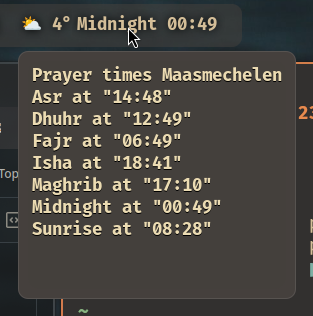 4° Midnight 00:49
Prayer times Maasmechelen
Asr at "14:48"
Dhuhr at "12:49"
Fajr at "06:49"
Isha at "18:41"
Maghrib at "17:10"
Midnight at "00:49"
Sunrise at "08:28"
23
Top
~